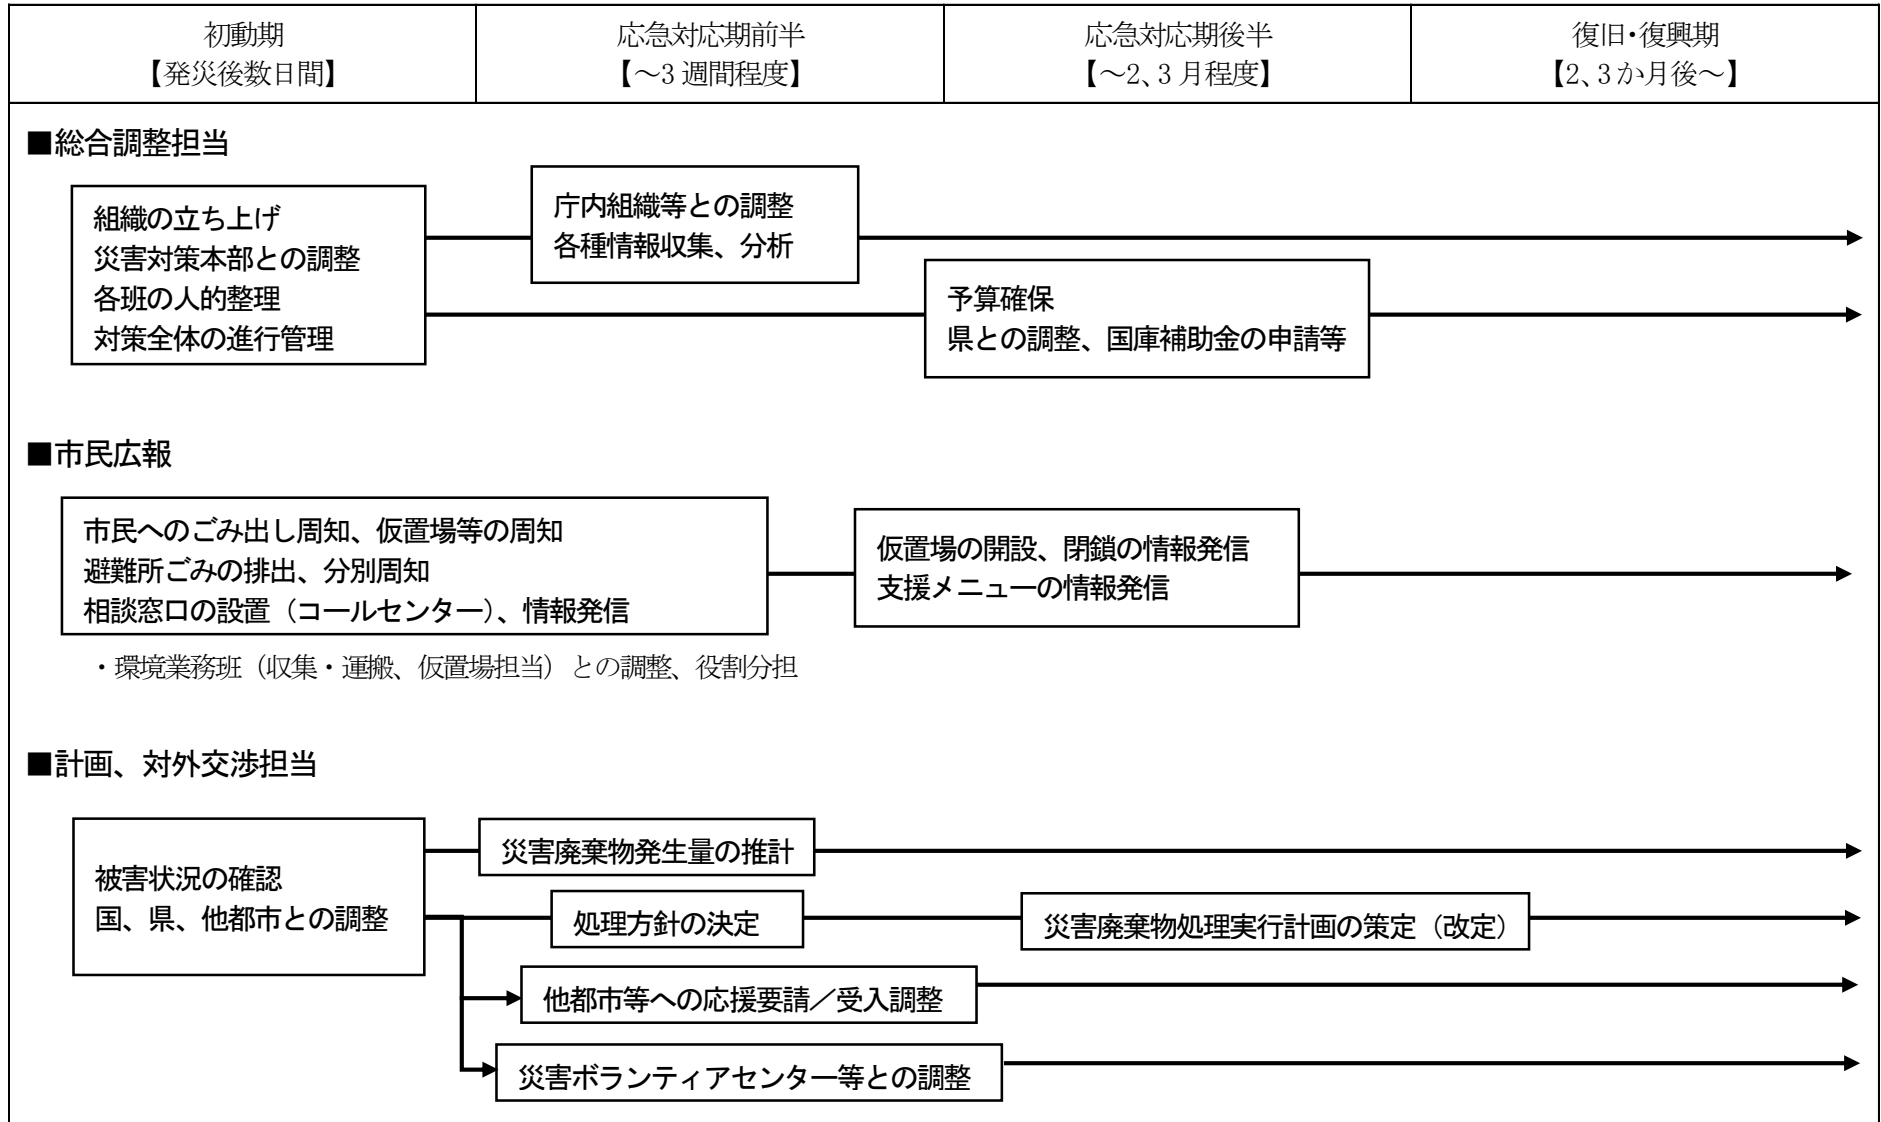 初動期
【発災後数日間】
応急対応期前半
【～3 週間程度】
応急対応期後半
【～2、3 月程度】
復旧・復興期
【2、3か月後～】
■総合調整担当
組織の立ち上げ
災害対策本部との調整
各班の人的整理
対策全体の進行管理
庁内組織等との調整
各種情報収集、分析
予算確保
県との調整、国庫補助金の申請等
■市民広報
市民へのごみ出し周知、仮置場等の周知
避難所ごみの排出、分別周知
相談窓口の設置（コールセンター）、情報発信
仮置場の開設、閉鎖の情報発信
支援メニューの情報発信
・環境業務班（収集・運搬、仮置場担当）との調整、役割分担
■計画、対外交渉担当
被害状況の確認
国、県、他都市との調整
災害廃棄物発生量の推計
処理方針の決定
災害廃棄物処理実行計画の策定（改定）
他都市等への応援要請／受入調整
災害ボランティアセンター等との調整